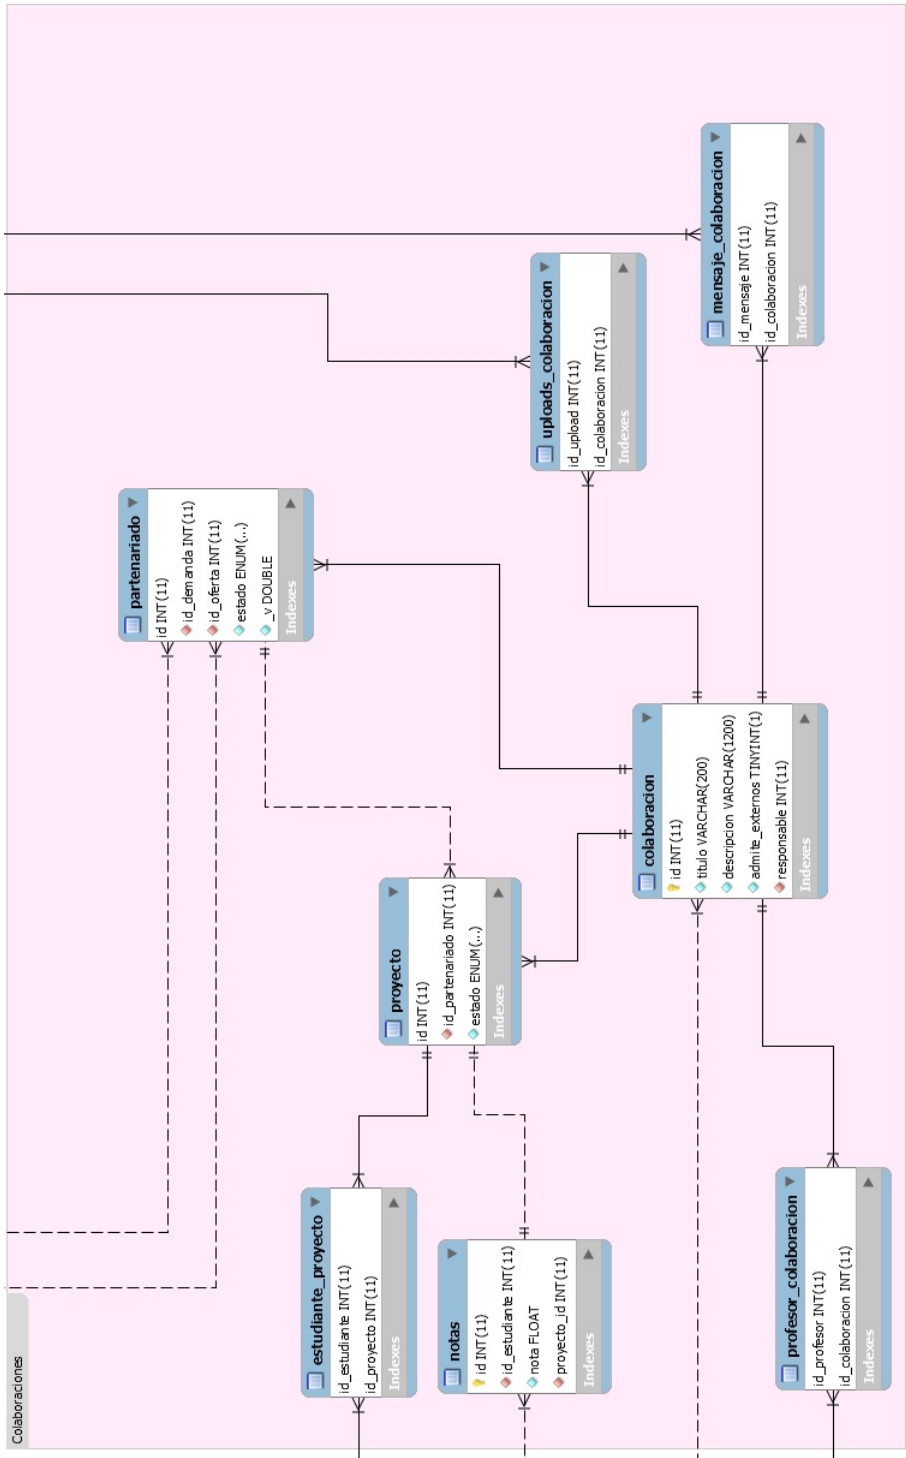 Colaboraciones
estudiante_proyecto
id_estudiante INT(11)
id_proyecto INT(11)
Indexes
notas
id INT(11)
id_estudiante INT(11)
nota FLOAT
proyecto_id INT(11)
Indexes
profesor_colaboracion
id_profesor INT(11)
id_colaboracion INT(11)
Indexes
proyecto
id INT(11)
id_partenariado INT(11)
estado ENUM(...)
Indexes
partenariado
id INT(11)
id_demanda INT(11)
id_oferta INT(11)
estado ENUM(...)
_v DOUBLE
Indexes
colaboracion
id INT(11)
titulo VARCHAR(200)
descripcion VARCHAR(1200)
admite_externos TINYINT(1)
responsable INT(11)
Indexes
uploads_colaboracion
id_upload INT(11)
id_colaboracion INT(11)
Indexes
mensaje_colaboracion
id_mensaje INT(11)
id_colaboracion INT(11)
Indexes